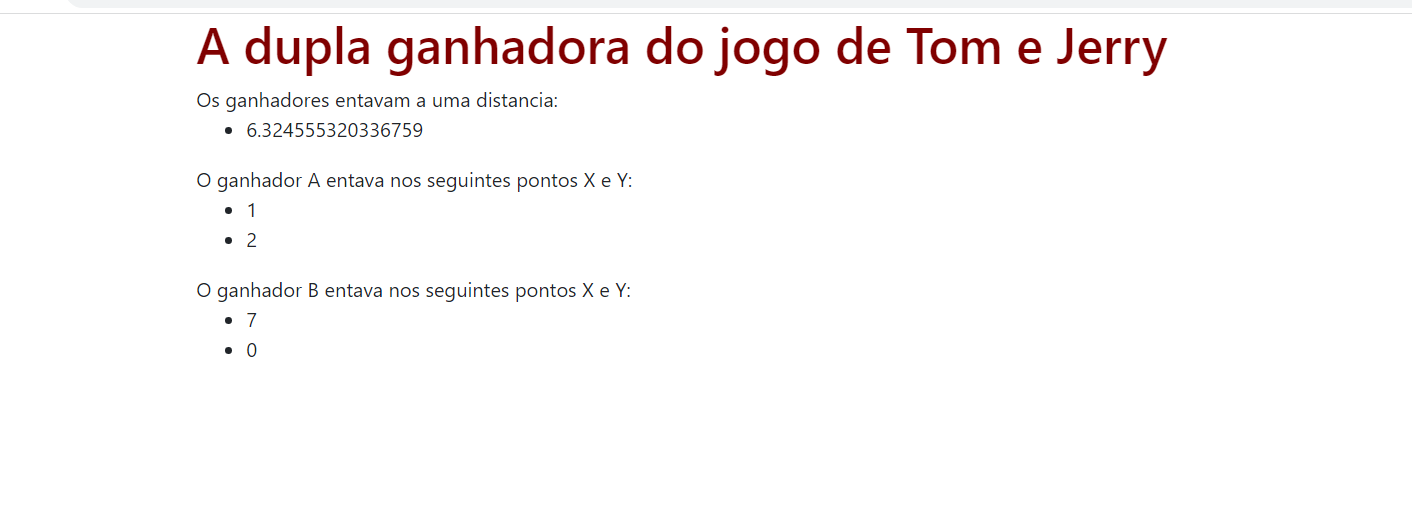 A dupla ganhadora do jogo de Tom e Jerry
Os ganhadores entavam a uma distancia:
6.324555320336759
O ganhador A entava nos seguintes pontos X e Y:
1
2
O ganhador B entava nos seguintes pontos X e Y:
7
0